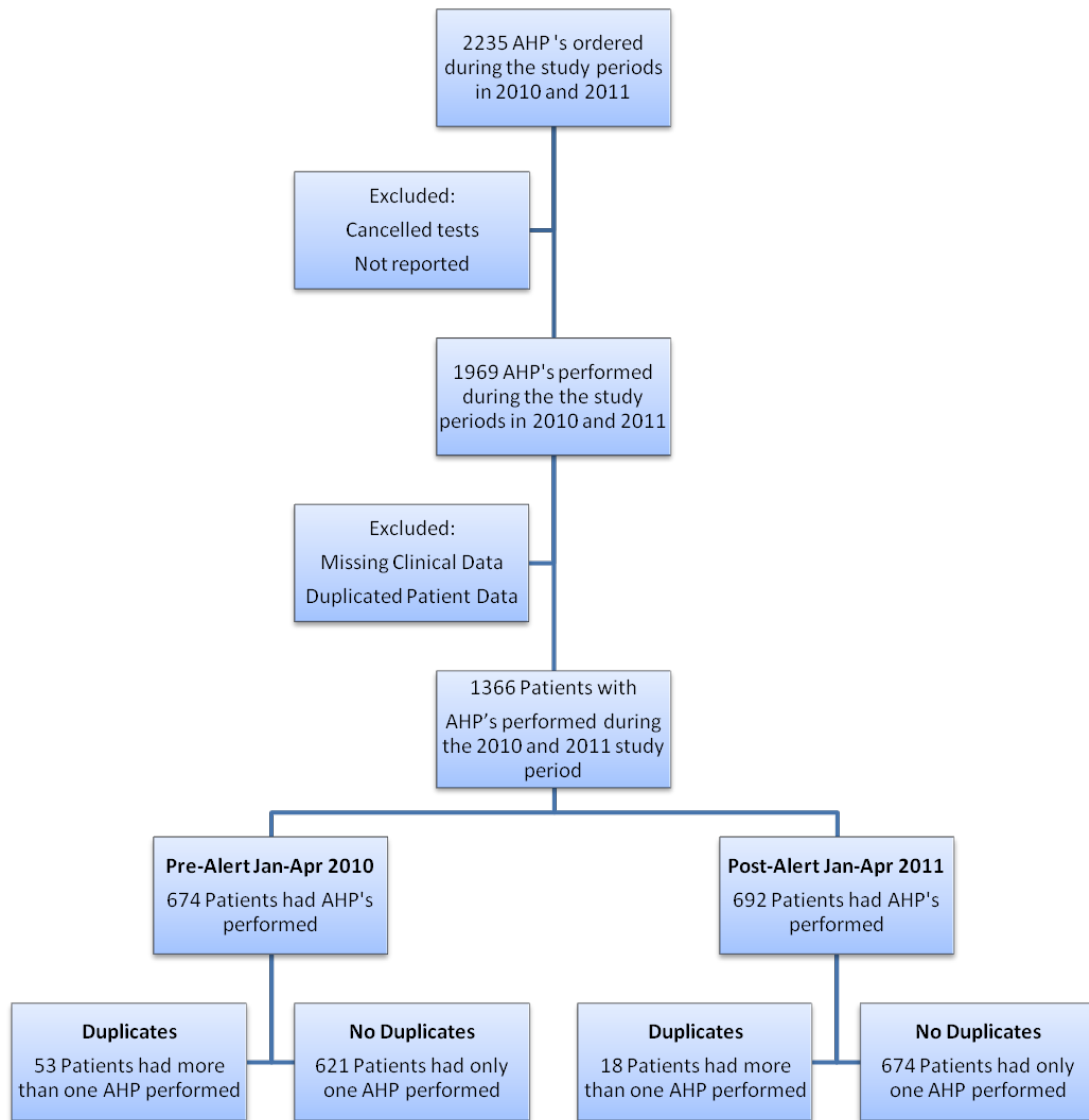 2235 AHP 's ordered
during the study periods
in 2010 and 2011
Excluded:
Cancelled tests
Not reported
1969 AHP's performed
during the the study
periods in 2010 and 2011
Excluded:
Missing Clinical Data
Duplicated Patient Data
1366 Patients with
AHP’s performed during
the 2010 and 2011 study
period
Pre-Alert Jan-Apr 2010
674 Patients had AHP's
performed
Post-Alert Jan-Apr 2011
692 Patients had AHP's
performed
Duplicates
53 Patients had more
than one AHP performed
No Duplicates
621 Patients had only
one AHP performed
Duplicates
18 Patients had more
than one AHP performed
No Duplicates
674 Patients had only
one AHP performed